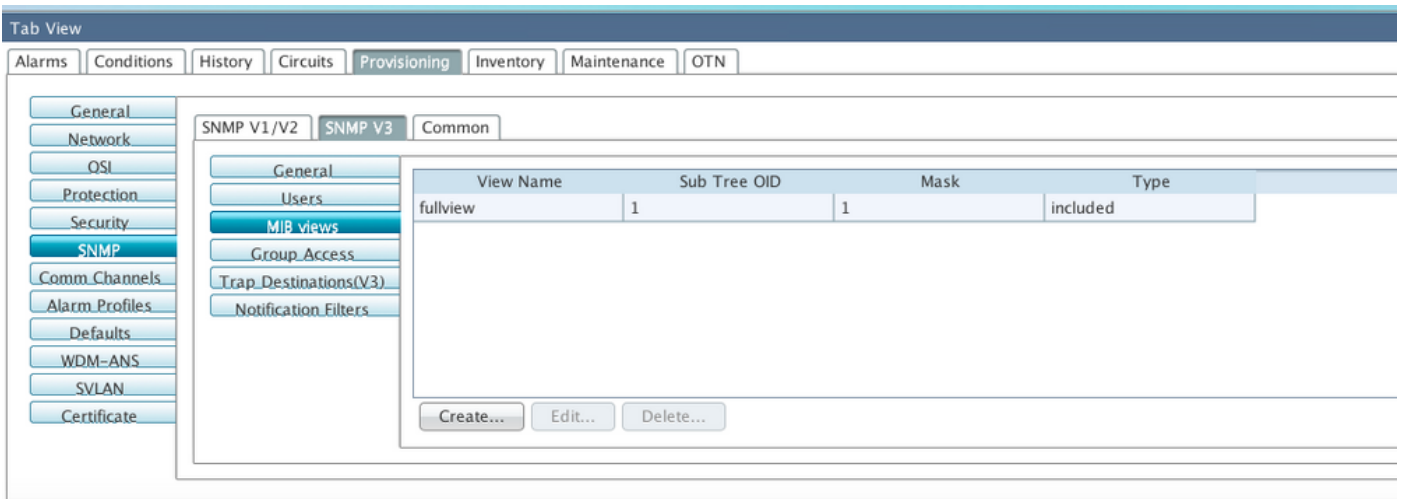 Tab View
Alarms Conditions History Circuits Provisioning Inventory Maintenance OTN
General
Network
OSI
Protection
Security
SNMP
Comm Channels
Alarm Profiles
Defaults
WDM-ANS
SVLAN
Certificate
SNMP V1/V2 SNMP V3 Common
General
Users
MIB views
Group Access
Trap Destinations(V3)
Notification Filters
View Name Sub Tree OID Mask Type
fullview 1 1 included
Create... Edit... Delete...